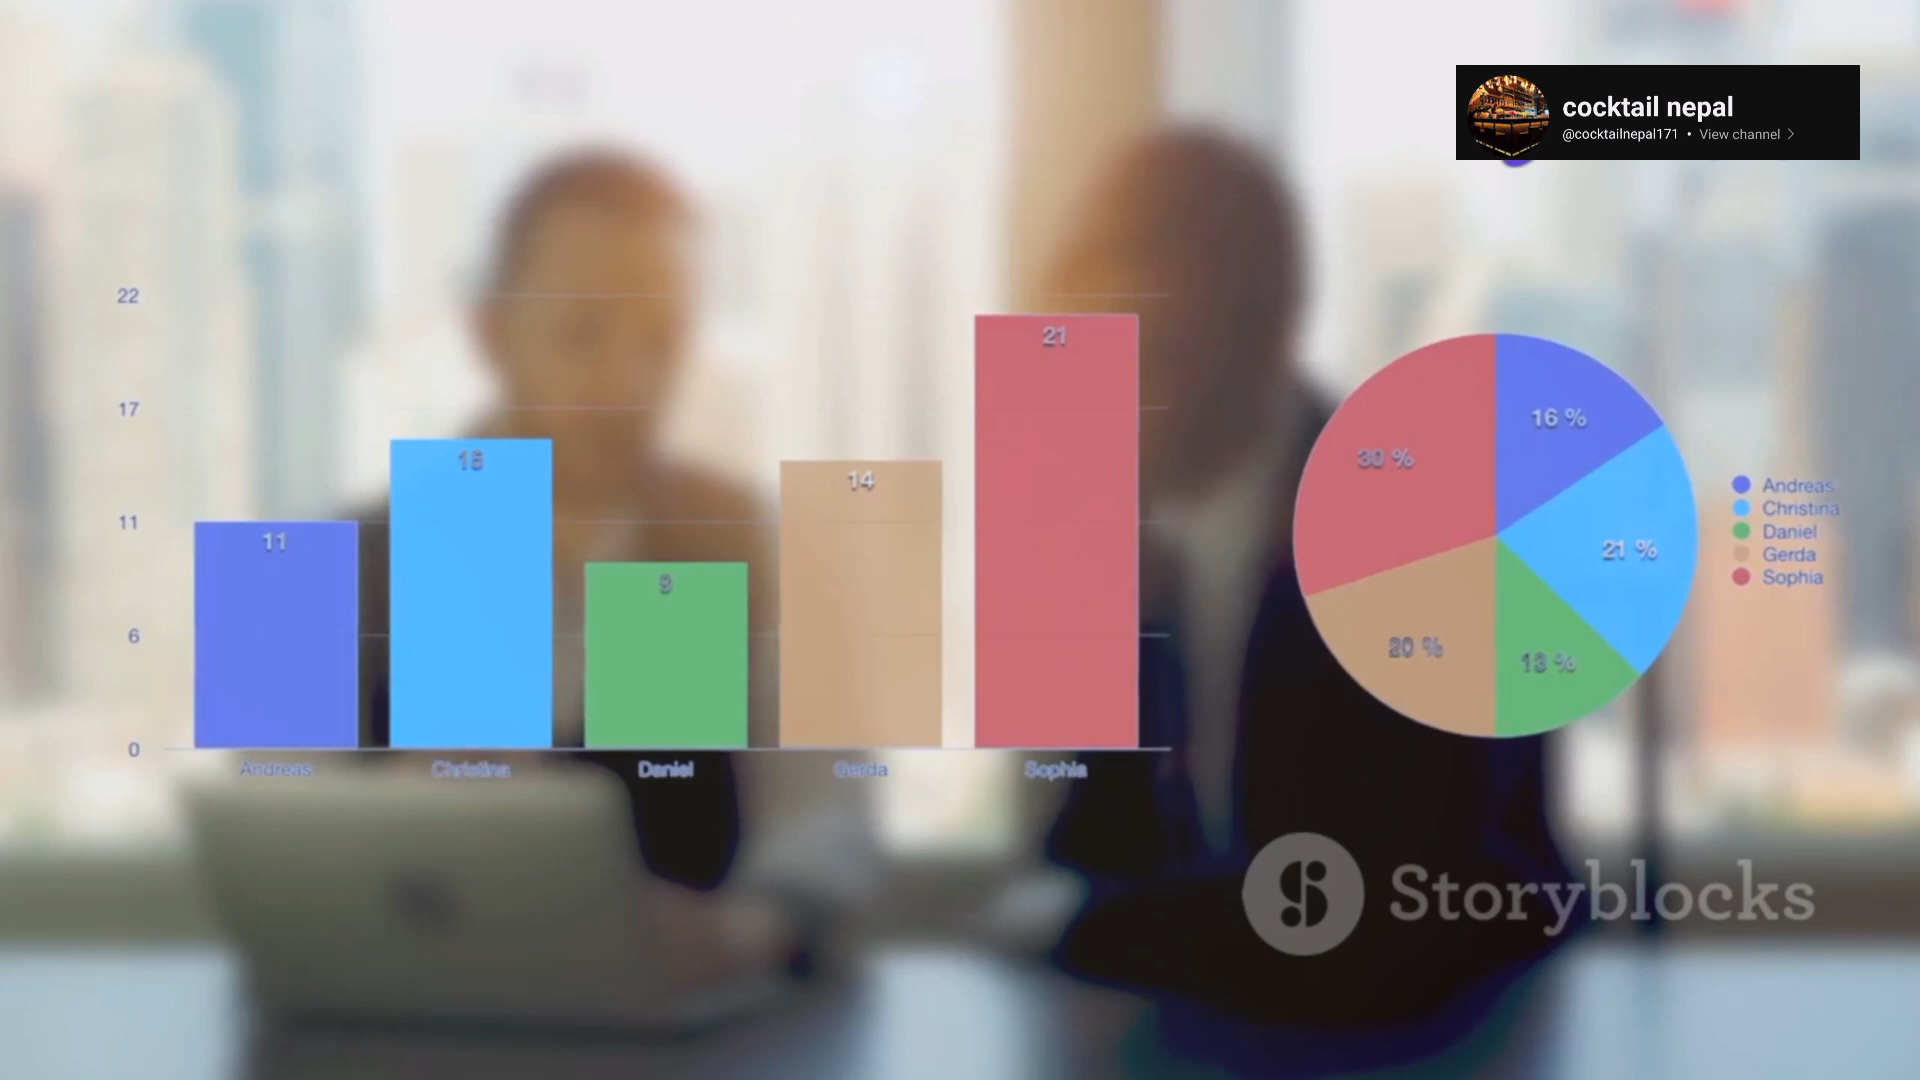 cocktail nepal
@cocktailnepal171 • View channel
22
17
11
6
0
11
15
9
14
21
Andreas
Christina
Daniel
Gerda
Sophia
16 %
21 %
13 %
20 %
30 %
Andreas
Christina
Daniel
Gerda
Sophia
Storyblocks